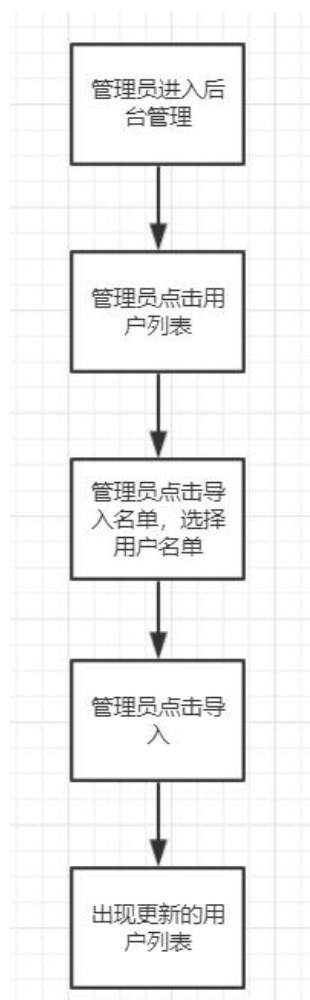 管理员进入后
台管理
管理员点击用
户列表
管理员点击导
入名单，选择
用户名单
管理员点击导
入
出现更新的用
户列表